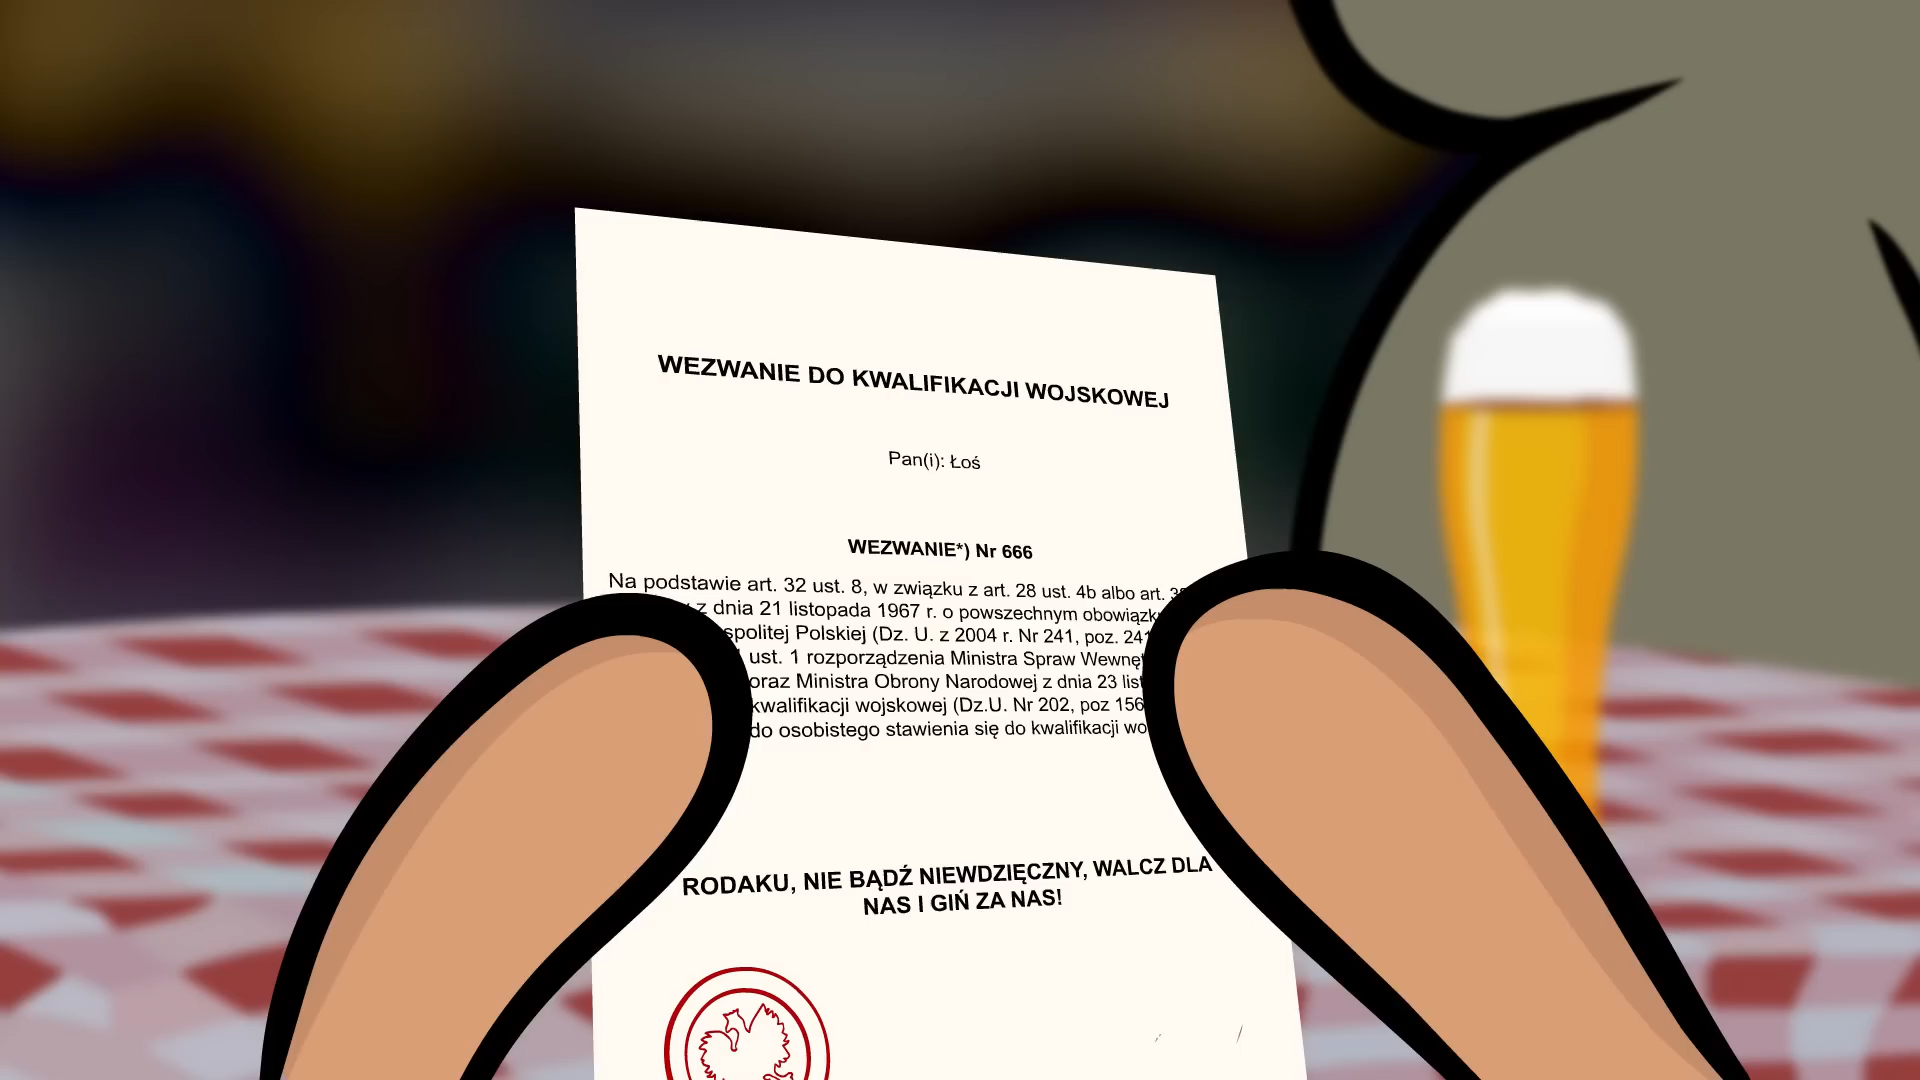 WEZWANIE DO KWALIFIKACJI WOJSKOWEJ
Pan(i): Łoś
WEZWANIE*) Nr 666
Na podstawie art. 32 ust. 8, w związku z art. 28 ust. 4b albo art.
z dnia 21 listopada 1967 r. o powszechnym
Polskiej (Dz. U. z 2004 r. Nr 241, poz.
ust. 1 rozporządzenia Ministra Spraw
oraz Ministra Obrony Narodowej z dnia 23
kwalifikacji wojskowej (Dz.U. Nr 202, poz
do osobistego stawienia się do kwalifikacji
RODAKU, NIE BĄDŹ NIEWDZIĘCZNY, WALCZ DLA
NAS I GIŃ ZA NAS!